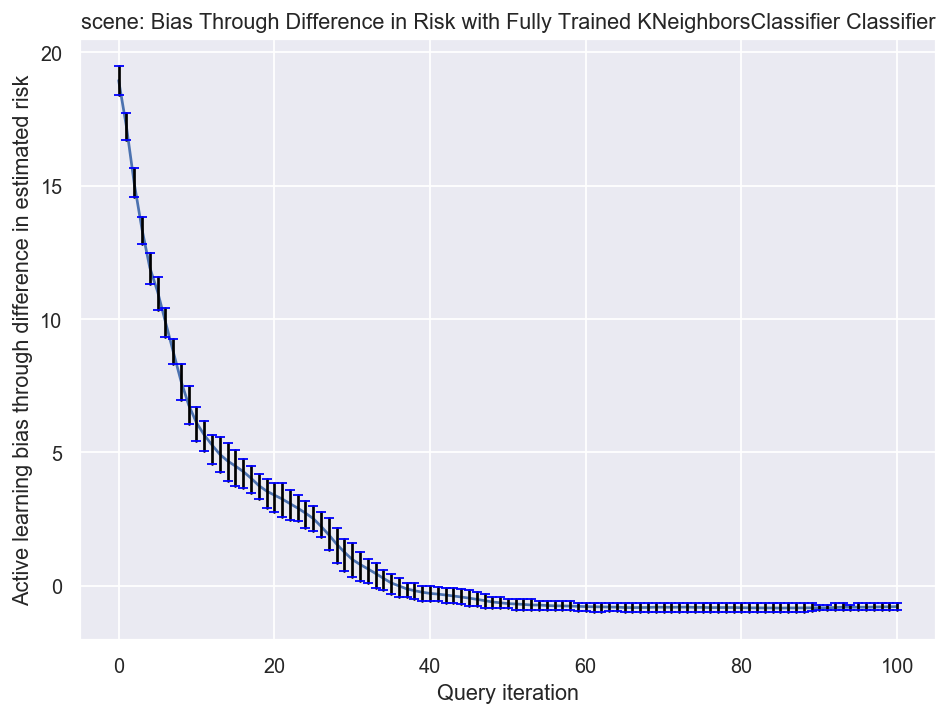 scene: Bias Through Difference in Risk with Fully Trained KNeighborsClassifier Classifier
Active learning bias through difference in estimated risk
20
15
10
5
0
0 20 40 60 80 100
Query iteration